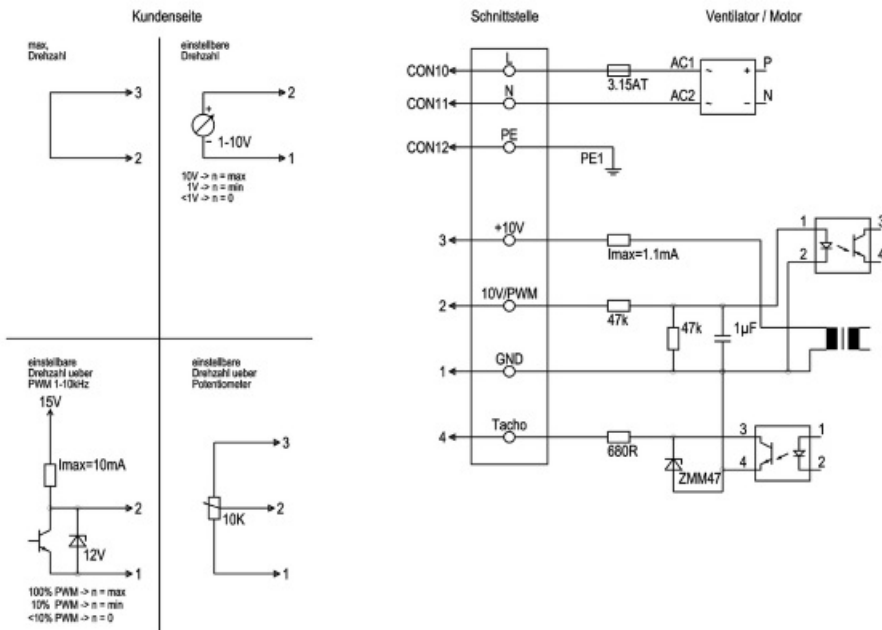 Kundenseite
Schnittstelle
Ventilator / Motor
max,
Drehzahl
3
2
einstellbare
Drehzahl
2
+
1-10V
-
1
10V -> n = max
1V -> n = min
<1V -> n = 0
einstellbare
Drehzahl ueber
PWM 1-10kHz
15V
Imax=10mA
2
12V
1
100% PWM -> n = max
10% PWM -> n = min
<10% PWM -> n = 0
einstellbare
Drehzahl ueber
Potentiometer
3
2
10K
1
CON10
L
3.15AT
AC1
~
+
P
CON11
N
AC2
~
-
N
CON12
PE
PE1
3
+10V
Imax=1.1mA
1
2
3
4
2
10V/PWM
47k
47k
1µF
1
GND
4
Tacho
680R
ZMM47
3
4
1
2